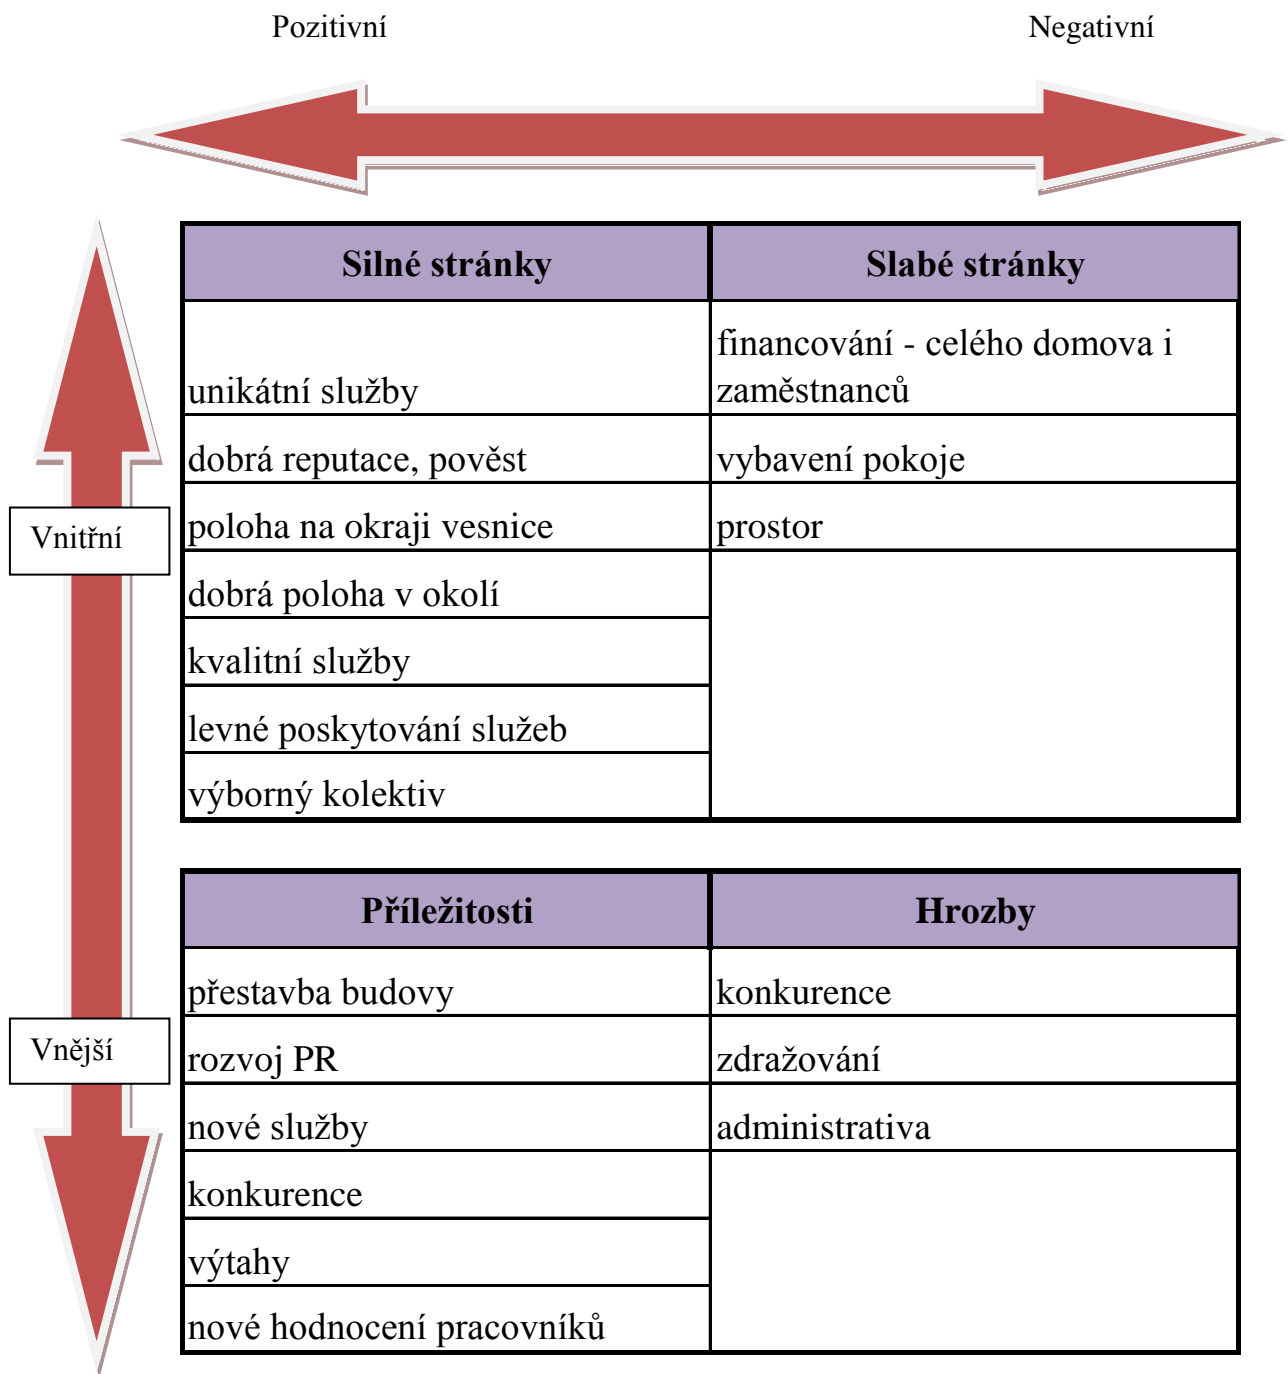 Pozitivní Negativní
Silné stránky Slabé stránky
unikátní služby
financování - celého domova i
zaměstnanců
dobrá reputace, pověst vybavení pokoje
Vnitřní
poloha na okraji vesnice prostor
dobrá poloha v okolí
kvalitní služby
levné poskytování služeb
výborný kolektiv
Příležitosti Hrozby
přestavba budovy konkurence
Vnější
rozvoj PR zdražování
nové služby administrativa
konkurence
výtahy
nové hodnocení pracovníků